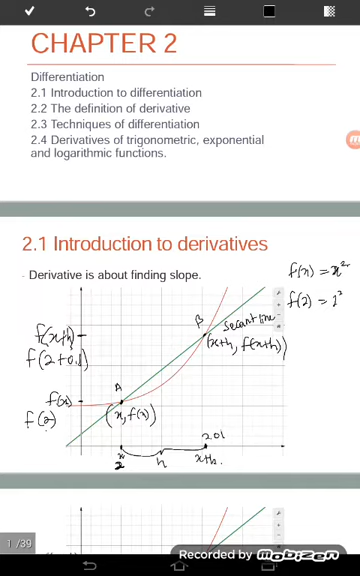 CHAPTER 2
Differentiation
2.1 Introduction to differentiation
2.2 The definition of derivative
2.3 Techniques of differentiation
2.4 Derivatives of trigonometric, exponential
and logarithmic functions.
2.1 Introduction to derivatives
- Derivative is about finding slope.
f(x) = x²
f(2) = 2²
B
secant line
f(x+h)
(x+h, f(x+h))
f(2+0.1)
A
f(x)
(x, f(x))
f(2)
2.01
x
2
h
x+h.
1 / 39
Recorded by
Mobizen